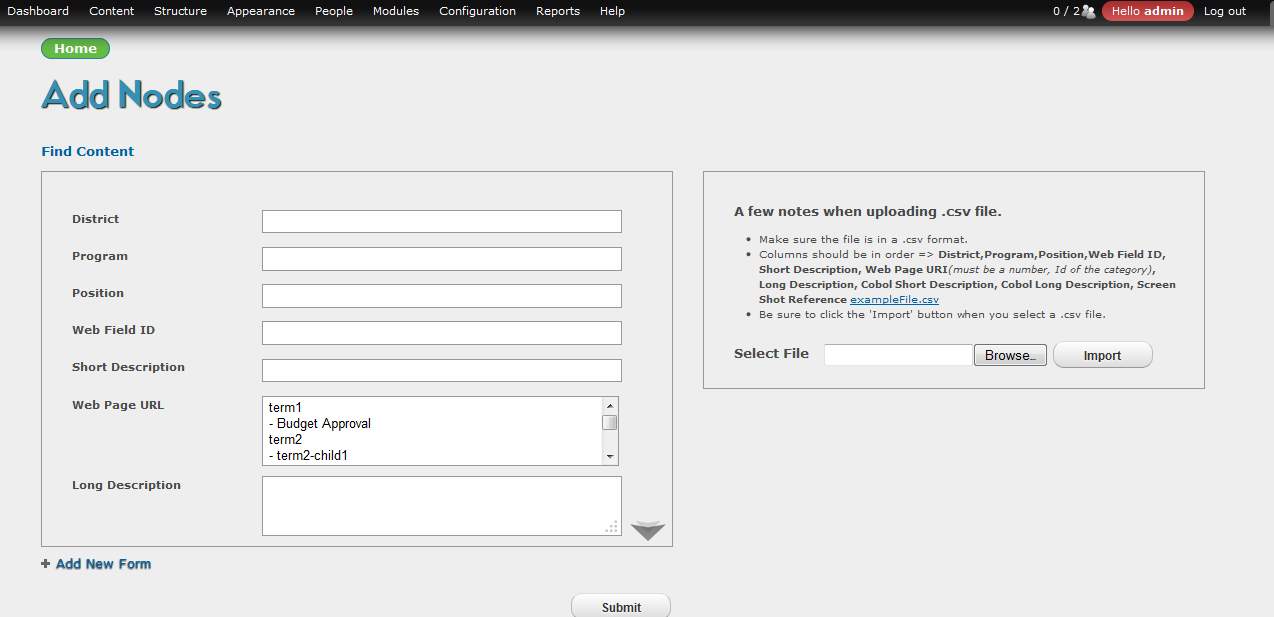 Dashboard Content Structure Appearance People Modules Configuration Reports Help 0 / 2 Hello admin Log out
Home
Add Nodes
Find Content
District
Program
Position
Web Field ID
Short Description
Web Page URL
term1
- Budget Approval
term2
- term2-child1
Long Description
+ Add New Form
Submit
A few notes when uploading .csv file.
• Make sure the file is in a .csv format.
• Columns should be in order => District,Program,Position,Web Field ID,
Short Description, Web Page URI(must be a number, Id of the category),
Long Description, Cobol Short Description, Cobol Long Description, Screen
Shot Reference exampleFile.csv
• Be sure to click the 'Import' button when you select a .csv file.
Select File Browse... Import